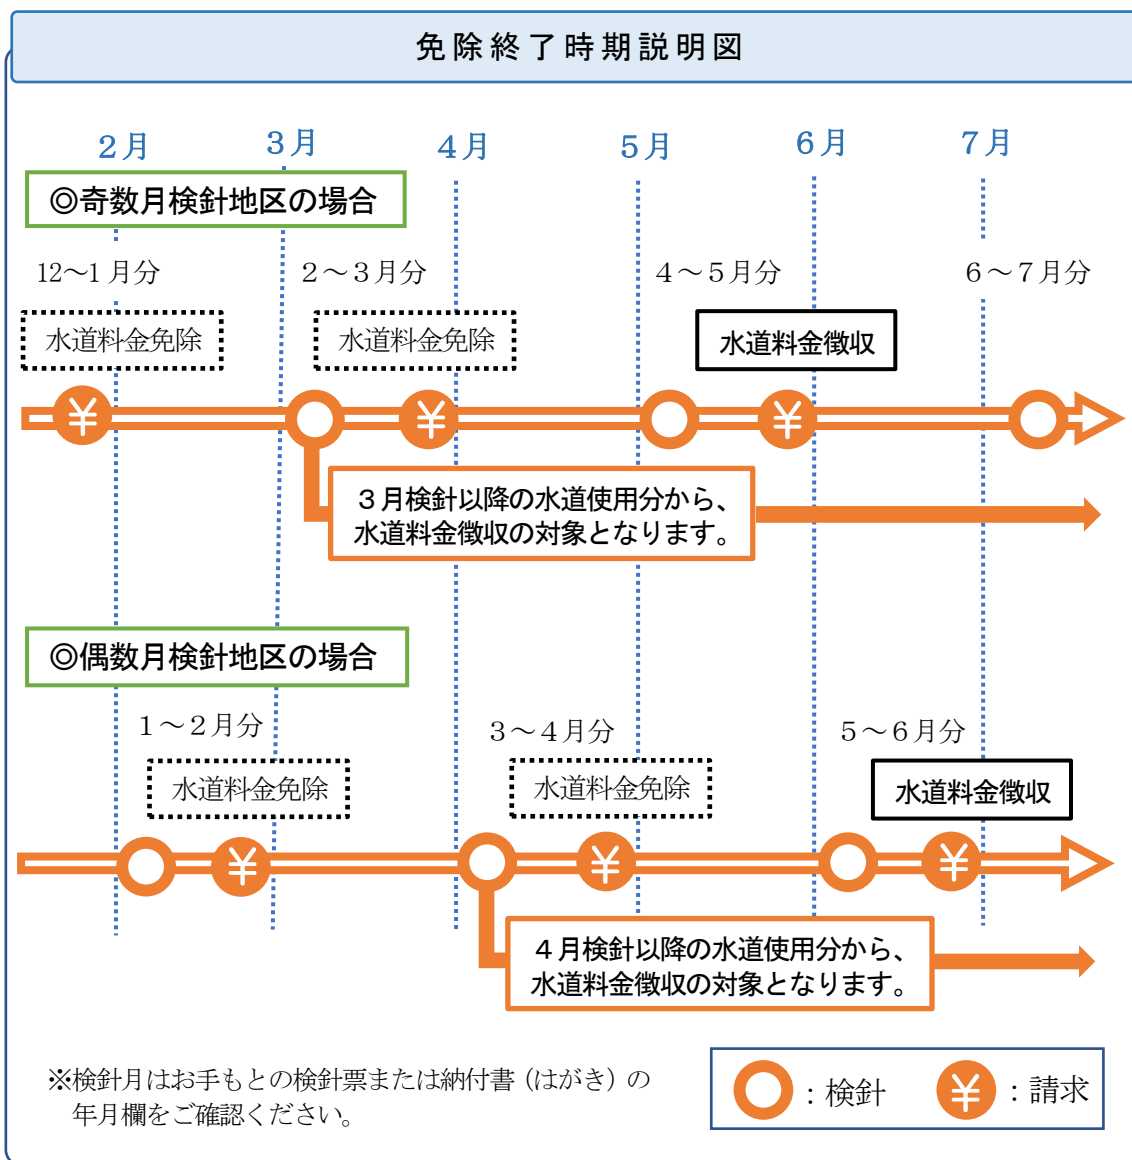 免除終了時期説明図
２月 ３月 ４月 ５月 ６月 ７月
◎奇数月検針地区の場合
12～1月分 ２～３月分 ４～５月分 ６～７月分
水道料金免除 水道料金免除 水道料金徴収
¥ ¥ ¥
３月検針以降の水道使用分から、
水道料金徴収の対象となります。
◎偶数月検針地区の場合
１～２月分 ３～４月分 ５～６月分
水道料金免除 水道料金免除 水道料金徴収
¥ ¥ ¥
４月検針以降の水道使用分から、
水道料金徴収の対象となります。
※検針月はお手もとの検針票または納付書（はがき）の
年月欄をご確認ください。
：検針 ¥：請求